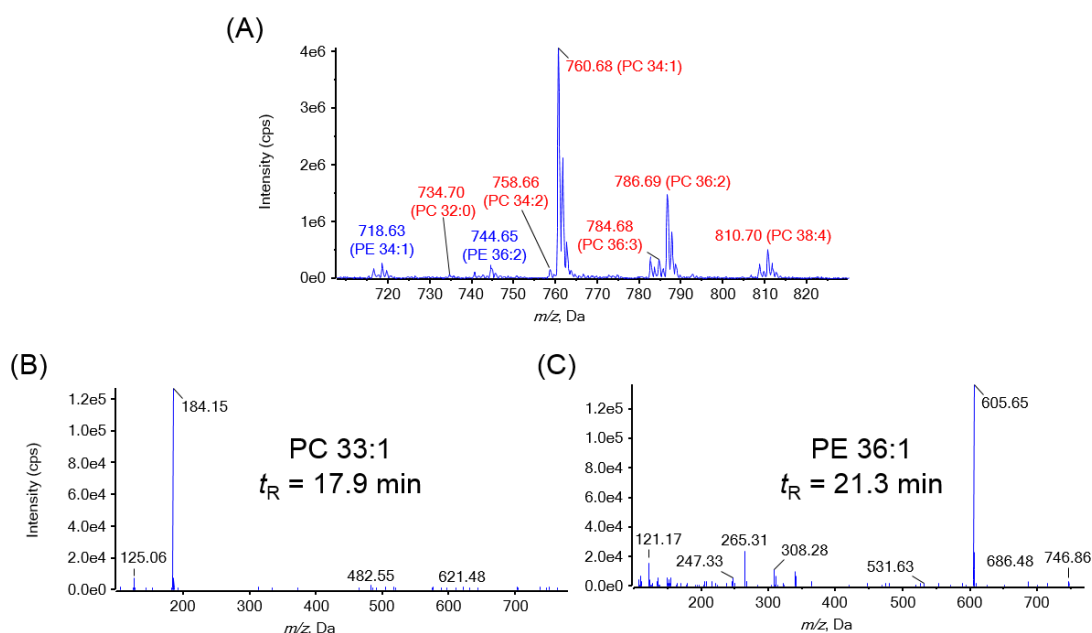 (A)
4e6
3e6
2e6
1e6
0e0
Intensity (cps)
760.68 (PC 34:1)
758.66
(PC 34:2)
734.70
(PC 32:0)
718.63
(PE 34:1)
744.65
(PE 36:2)
786.69 (PC 36:2)
784.68
(PC 36:3)
810.70 (PC 38:4)
720 730 740 750 760 770 780 790 800 810 820
m/z, Da
(B)
1.2e5
1.0e5
8.0e4
6.0e4
4.0e4
2.0e4
0.0
Intensity (cps)
184.15
PC 33:1
tR = 17.9 min
125.06
482.55
621.48
200 300 400 500 600 700
m/z, Da
(C)
1.2e5
1.0e5
8.0e4
6.0e4
4.0e4
2.0e4
0.0e0
605.65
PE 36:1
tR = 21.3 min
121.17
265.31
247.33
308.28
531.63
686.48
746.86
200 300 400 500 600 700
m/z, Da